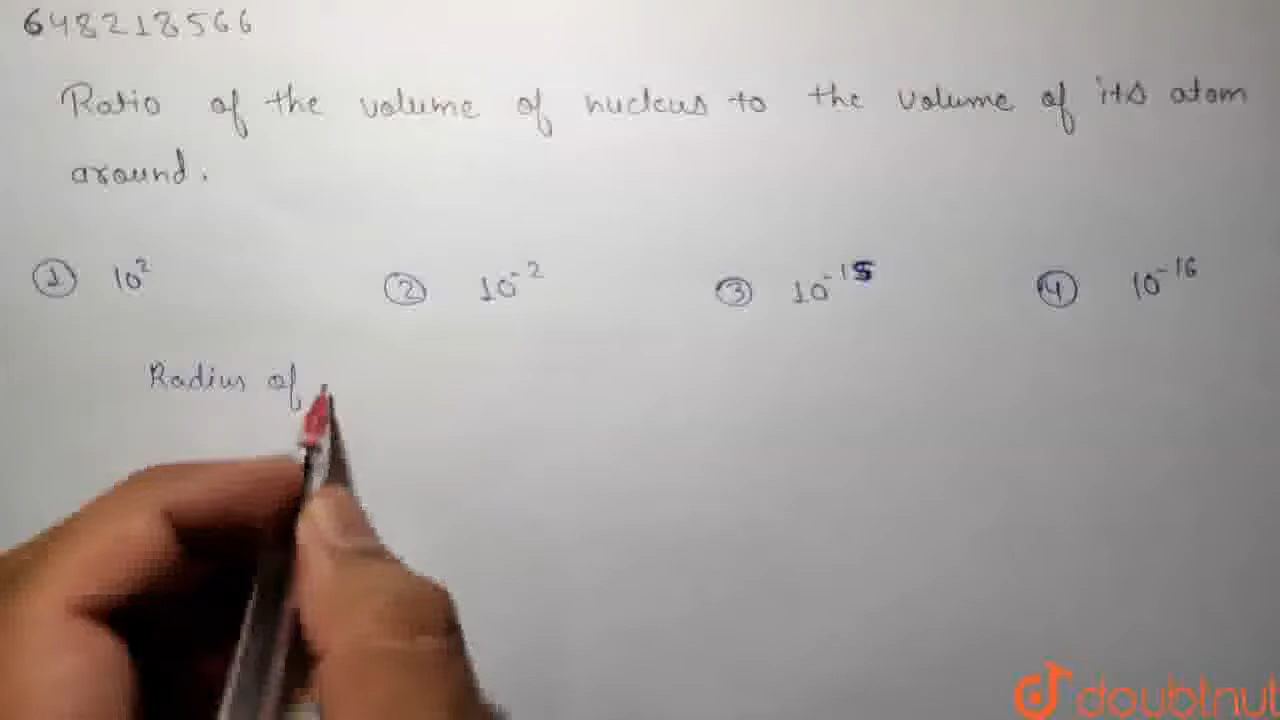 648218566
Ratio of the volume of nucleus to the volume of its atom
around.
① 10² ② 10⁻² ③ 10⁻¹⁵ ④ 10⁻¹⁶
Radius of
doubtnut